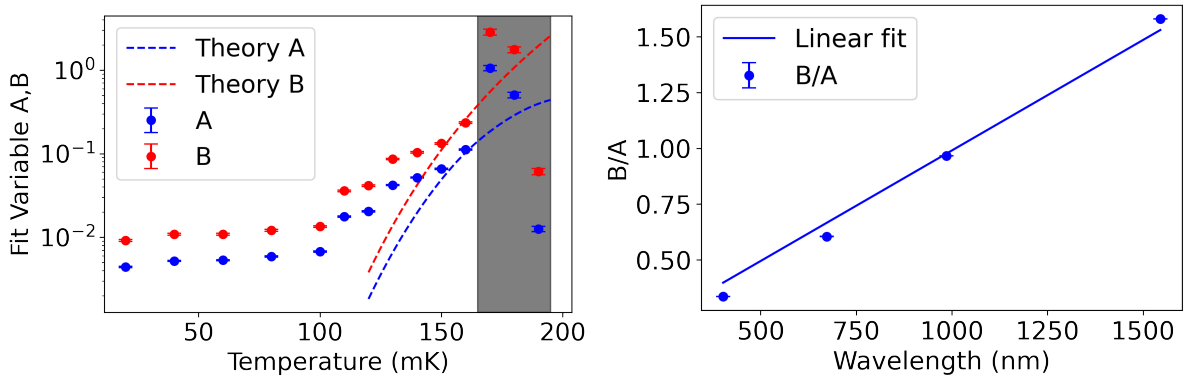 Fit Variable A,B
10⁰
10⁻¹
10⁻²
Theory A
Theory B
A
B
50
100
150
200
Temperature (mK)
B/A
1.50
1.25
1.00
0.75
0.50
Linear fit
B/A
500
750
1000
1250
1500
Wavelength (nm)